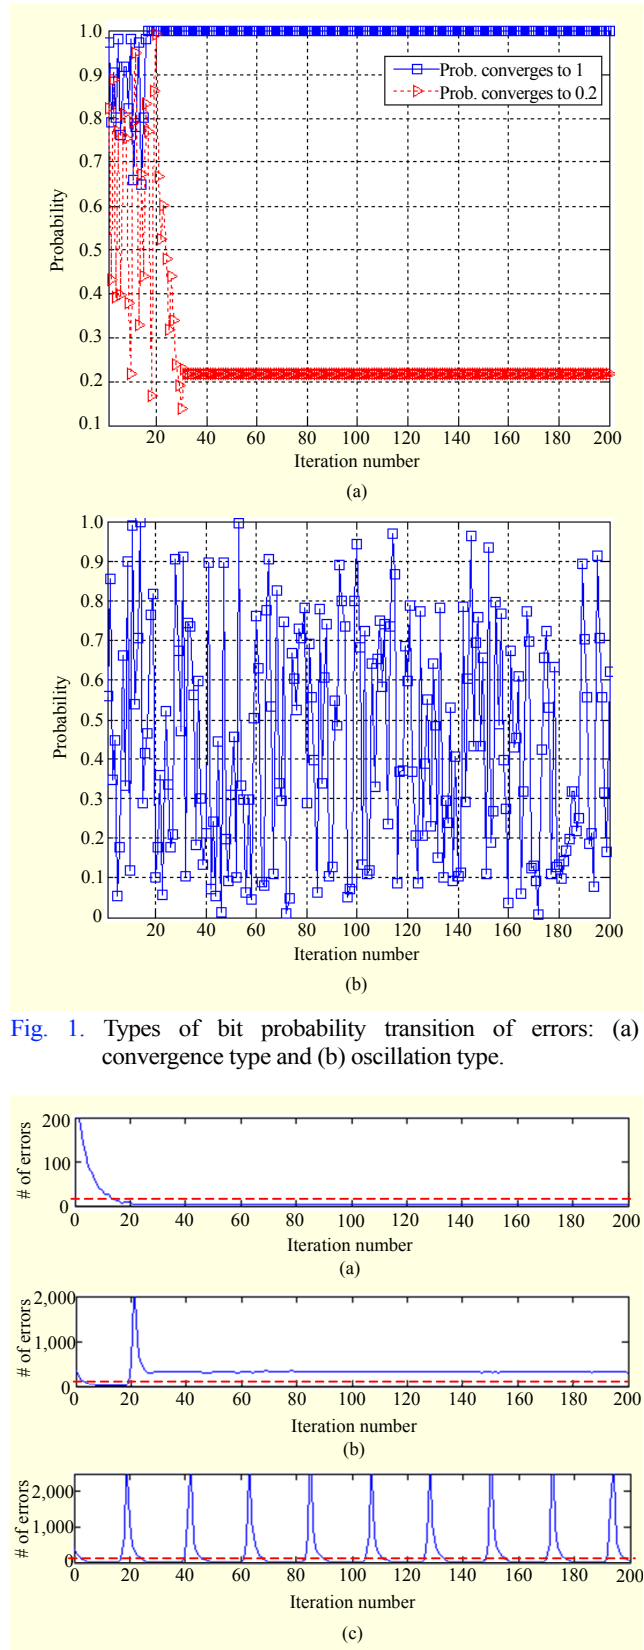 1.0
0.9
0.8
0.7
0.6
0.5
0.4
0.3
0.2
0.1
Probability
Prob. converges to 1
Prob. converges to 0.2
20 40 60 80 100 120 140 160 180 200
Iteration number
(a)
1.0
0.9
0.8
0.7
0.6
0.5
0.4
0.3
0.2
0.1
0
Probability
20 40 60 80 100 120 140 160 180 200
Iteration number
(b)
Fig. 1. Types of bit probability transition of errors: (a)
convergence type and (b) oscillation type.
200
100
0
# of errors
0 20 40 60 80 100 120 140 160 180 200
Iteration number
(a)
2,000
1,000
0
# of errors
0 20 40 60 80 100 120 140 160 180 200
Iteration number
(b)
2,000
1,000
0
# of errors
0 20 40 60 80 100 120 140 160 180 200
Iteration number
(c)